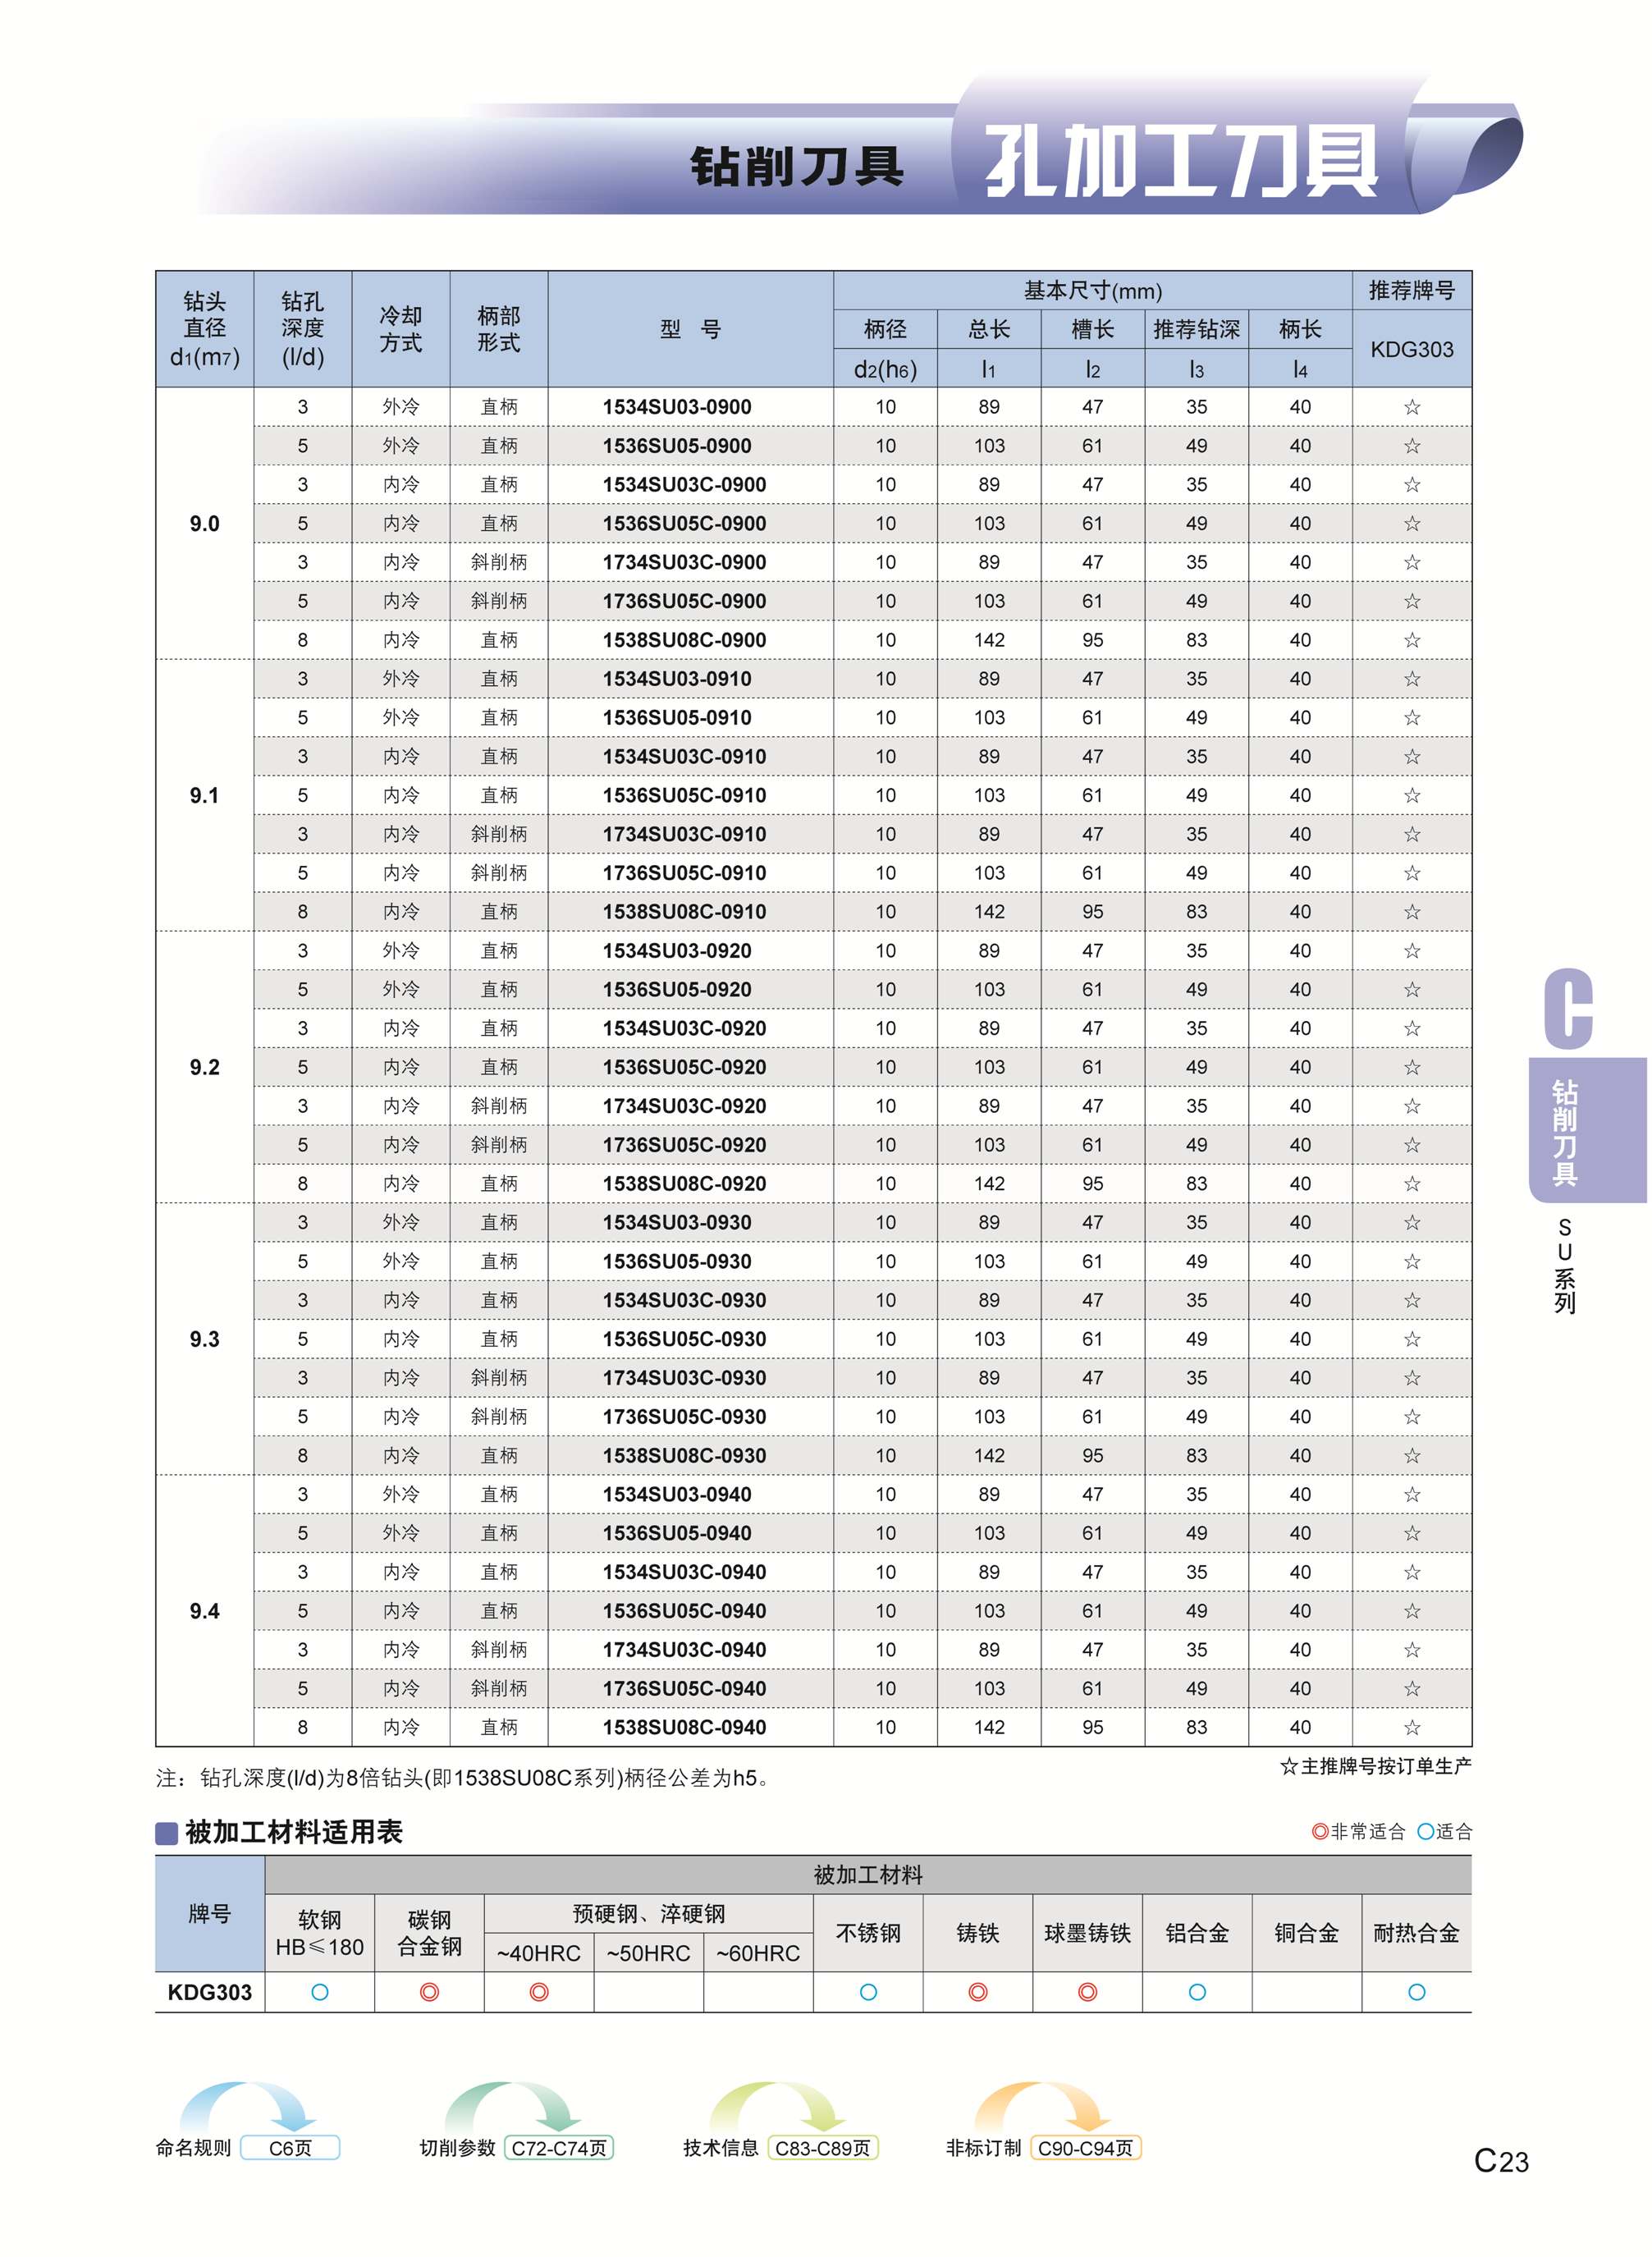 钻削刀具 孔加工刀具
钻头直径 d1(m7) 钻孔深度 (l/d) 冷却方式 柄部形式 型 号 基本尺寸(mm) 推荐牌号
柄径 总长 槽长 推荐钻深 柄长 KDG303
d2(h6) l1 l2 l3 l4
9.0
3 外冷 直柄 1534SU03-0900 10 89 47 35 40 ☆
5 外冷 直柄 1536SU05-0900 10 103 61 49 40 ☆
3 内冷 直柄 1534SU03C-0900 10 89 47 35 40 ☆
5 内冷 直柄 1536SU05C-0900 10 103 61 49 40 ☆
3 内冷 斜削柄 1734SU03C-0900 10 89 47 35 40 ☆
5 内冷 斜削柄 1736SU05C-0900 10 103 61 49 40 ☆
8 内冷 直柄 1538SU08C-0900 10 142 95 83 40 ☆
9.1
3 外冷 直柄 1534SU03-0910 10 89 47 35 40 ☆
5 外冷 直柄 1536SU05-0910 10 103 61 49 40 ☆
3 内冷 直柄 1534SU03C-0910 10 89 47 35 40 ☆
5 内冷 直柄 1536SU05C-0910 10 103 61 49 40 ☆
3 内冷 斜削柄 1734SU03C-0910 10 89 47 35 40 ☆
5 内冷 斜削柄 1736SU05C-0910 10 103 61 49 40 ☆
8 内冷 直柄 1538SU08C-0910 10 142 95 83 40 ☆
9.2
3 外冷 直柄 1534SU03-0920 10 89 47 35 40 ☆
5 外冷 直柄 1536SU05-0920 10 103 61 49 40 ☆
3 内冷 直柄 1534SU03C-0920 10 89 47 35 40 ☆
5 内冷 直柄 1536SU05C-0920 10 103 61 49 40 ☆
3 内冷 斜削柄 1734SU03C-0920 10 89 47 35 40 ☆
5 内冷 斜削柄 1736SU05C-0920 10 103 61 49 40 ☆
8 内冷 直柄 1538SU08C-0920 10 142 95 83 40 ☆
9.3
3 外冷 直柄 1534SU03-0930 10 89 47 35 40 ☆
5 外冷 直柄 1536SU05-0930 10 103 61 49 40 ☆
3 内冷 直柄 1534SU03C-0930 10 89 47 35 40 ☆
5 内冷 直柄 1536SU05C-0930 10 103 61 49 40 ☆
3 内冷 斜削柄 1734SU03C-0930 10 89 47 35 40 ☆
5 内冷 斜削柄 1736SU05C-0930 10 103 61 49 40 ☆
8 内冷 直柄 1538SU08C-0930 10 142 95 83 40 ☆
9.4
3 外冷 直柄 1534SU03-0940 10 89 47 35 40 ☆
5 外冷 直柄 1536SU05-0940 10 103 61 49 40 ☆
3 内冷 直柄 1534SU03C-0940 10 89 47 35 40 ☆
5 内冷 直柄 1536SU05C-0940 10 103 61 49 40 ☆
3 内冷 斜削柄 1734SU03C-0940 10 89 47 35 40 ☆
5 内冷 斜削柄 1736SU05C-0940 10 103 61 49 40 ☆
8 内冷 直柄 1538SU08C-0940 10 142 95 83 40 ☆
注：钻孔深度(l/d)为8倍钻头(即1538SU08C系列)柄径公差为h5。 ☆主推牌号按订单生产
被加工材料适用表 ◎非常适合 ○适合
牌号 被加工材料
软钢 HB≤180 碳钢 合金钢 预硬钢、淬硬钢 不锈钢 铸铁 球墨铸铁 铝合金 铜合金 耐热合金
~40HRC ~50HRC ~60HRC
KDG303 ○ ◎ ◎ ○ ◎ ◎ ○ ○
命名规则 C6页 切削参数 C72-C74页 技术信息 C83-C89页 非标订制 C90-C94页
C23
C
钻削刀具
SU系列